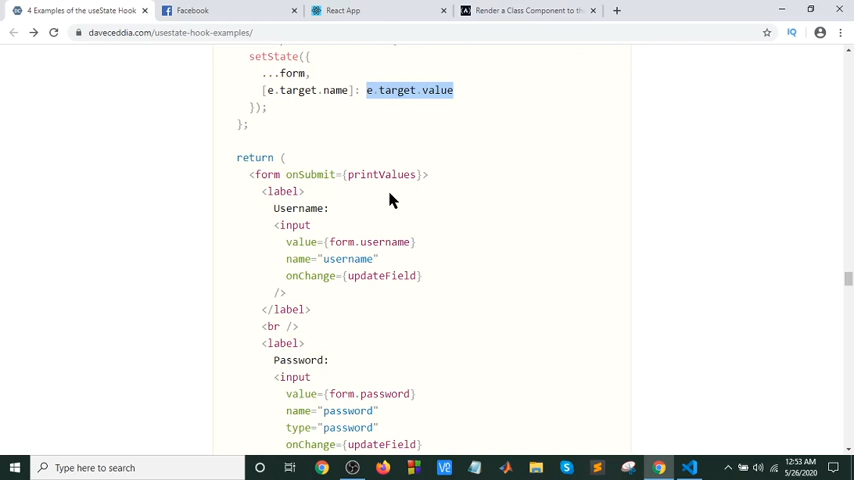 4 Examples of the useState Hook
Facebook
React App
Render a Class Component to th
daveceddia.com/usestate-hook-examples/
IQ
setState({
...form,
[e.target.name]: e.target.value
});
};
return (
<form onSubmit={printValues}>
<label>
Username:
<input
value={form.username}
name="username"
onChange={updateField}
/>
</label>
<br />
<label>
Password:
<input
value={form.password}
name="password"
type="password"
onChange={updateField}
Type here to search
12:53 AM
5/26/2020